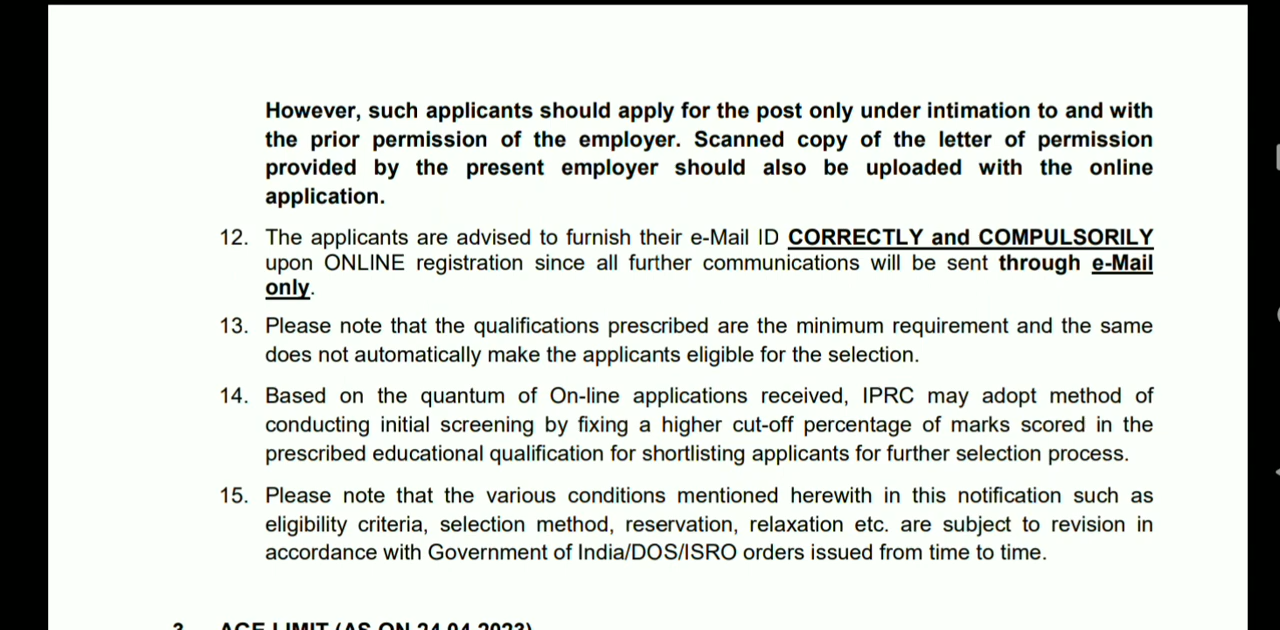 However, such applicants should apply for the post only under intimation to and with
the prior permission of the employer. Scanned copy of the letter of permission
provided by the present employer should also be uploaded with the online
application.
12. The applicants are advised to furnish their e-Mail ID CORRECTLY and COMPULSORILY
upon ONLINE registration since all further communications will be sent through e-Mail
only.
13. Please note that the qualifications prescribed are the minimum requirement and the same
does not automatically make the applicants eligible for the selection.
14. Based on the quantum of On-line applications received, IPRC may adopt method of
conducting initial screening by fixing a higher cut-off percentage of marks scored in the
prescribed educational qualification for shortlisting applicants for further selection process.
15. Please note that the various conditions mentioned herewith in this notification such as
eligibility criteria, selection method, reservation, relaxation etc. are subject to revision in
accordance with Government of India/DOS/ISRO orders issued from time to time.
3. AGE LIMIT (AS ON 24.04.2023)